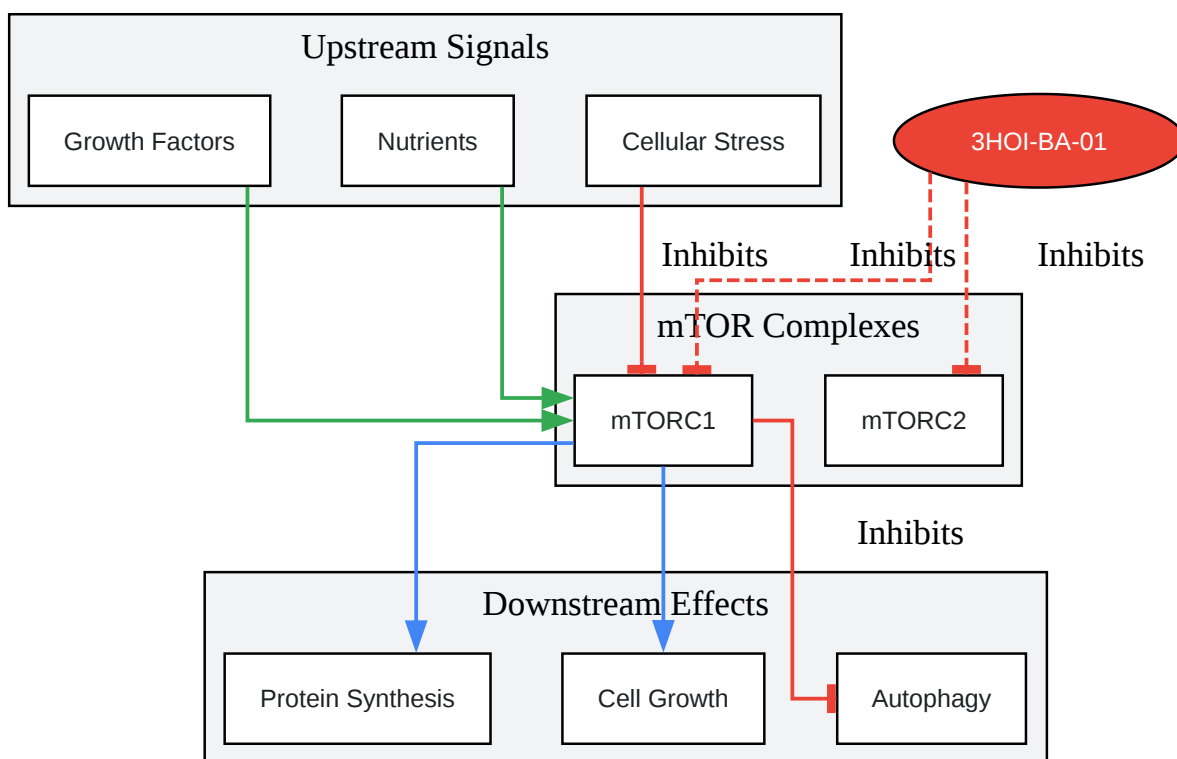 Upstream Signals
Growth Factors
Nutrients
Cellular Stress
3HOI-BA-01
Inhibits
Inhibits
Inhibits
mTOR Complexes
mTORC1
mTORC2
Inhibits
Downstream Effects
Protein Synthesis
Cell Growth
Autophagy